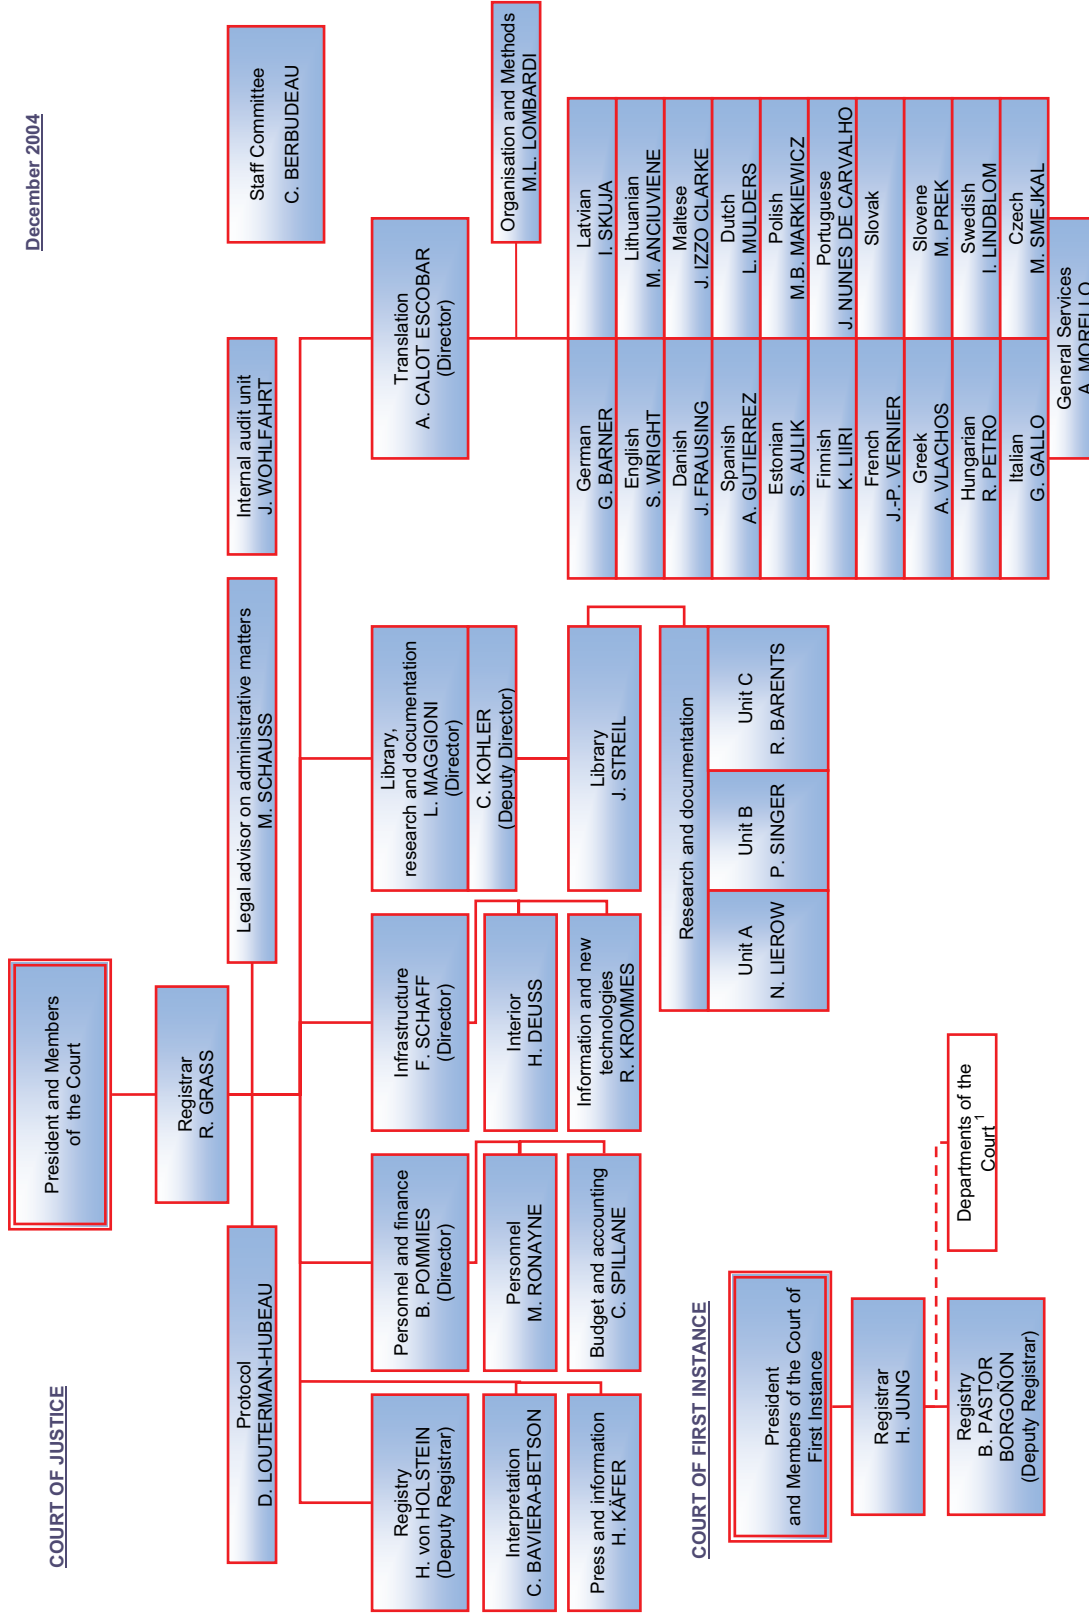 December 2004
COURT OF JUSTICE
President and Members
of the Court
Registrar
R. GRASS
Protocol
D. LOUTERMAN-HUBEAU
Legal advisor on administrative matters
M. SCHAUSS
Internal audit unit
J. WOHLFAHRT
Staff Committee
C. BERBUDEAU
Registry
H. von HOLSTEIN
(Deputy Registrar)
Interpretation
C. BAVIERA-BETSON
Press and information
H. KÄFER
Personnel and finance
B. POMMIES
(Director)
Personnel
M. RONAYNE
Budget and accounting
C. SPILLANE
Infrastructure
F. SCHAFF
(Director)
Interior
H. DEUSS
Information and new
technologies
R. KROMMES
Library,
research and documentation
L. MAGGIONI
(Director)
C. KOHLER
(Deputy Director)
Library
J. STREIL
Research and documentation
Unit A
N. LIEROW
Unit B
P. SINGER
Unit C
R. BARENTS
Translation
A. CALOT ESCOBAR
(Director)
Organisation and Methods
M.L. LOMBARDI
German
G. BARNER
Latvian
I. SKUJA
English
S. WRIGHT
Lithuanian
M. ANCIUVIENE
Danish
J. FRAUSING
Maltese
J. IZZO CLARKE
Spanish
A. GUTIERREZ
Dutch
L. MULDERS
Estonian
S. AULIK
Polish
M.B. MARKIEWICZ
Finnish
K. LIIRI
Portuguese
J. NUNES DE CARVALHO
French
J.-P. VERNIER
Slovak
Greek
A. VLACHOS
Slovene
M. PREK
Hungarian
R. PETRO
Swedish
I. LINDBLOM
Italian
G. GALLO
Czech
M. SMEJKAL
General Services
A. MORELLO
COURT OF FIRST INSTANCE
President
and Members of the Court of
First Instance
Registrar
H. JUNG
Registry
B. PASTOR
BORGOÑON
(Deputy Registrar)
Departments of the
Court 1